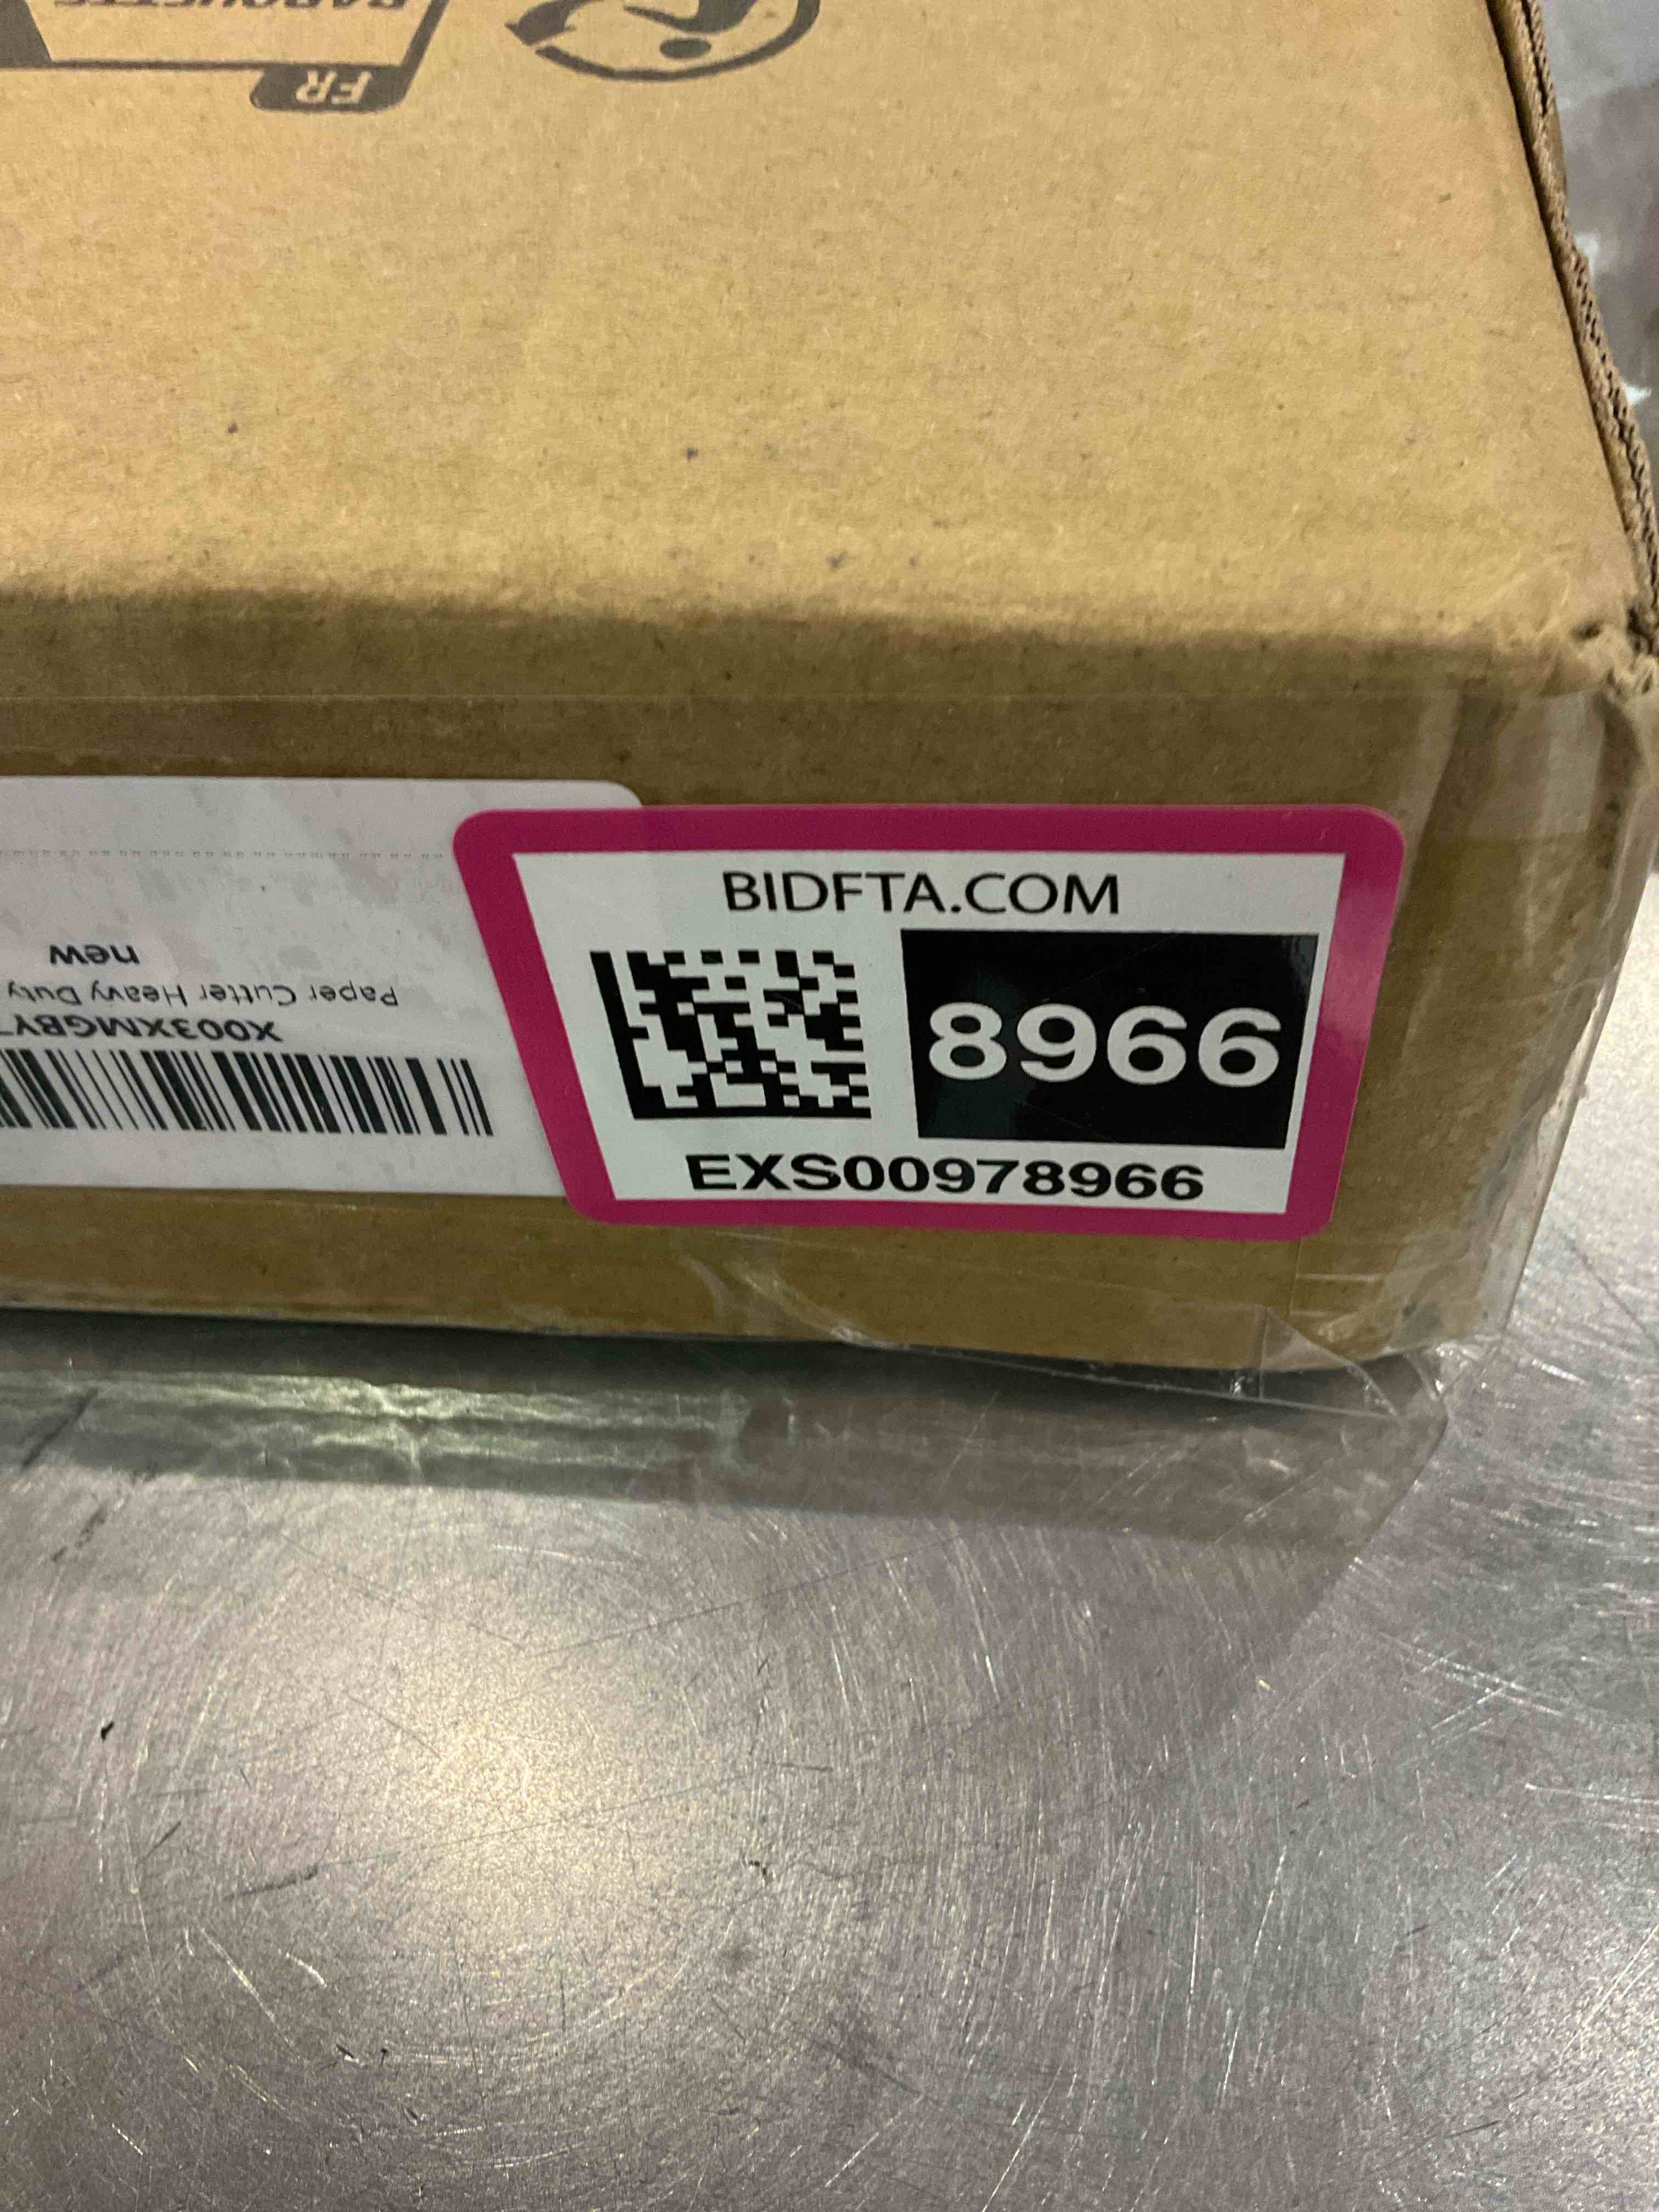 FR
BIDFTA.COM
8966
EXS00978966
X003XMGBY
Paper Cutter Heavy Duty
new